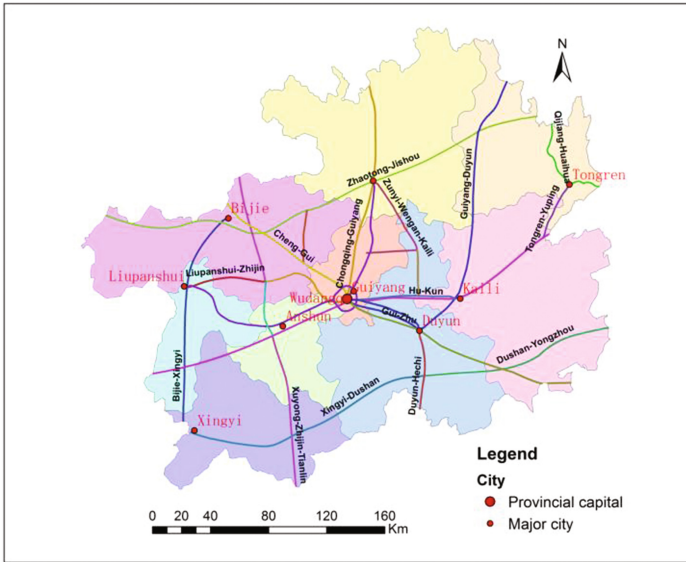 N
Qijiang-Huaihua
Tongren
Zhaotong-Jishou
Zunyi-Wengan-Kaili
Guiyang-Duyun
Tongren-Yuping
Bijie
Cheng-Gui
Chongqing-Guiyang
Liupanshui
Liupanshui-Zhijin
Guiyang
Hu-Kun
Kaili
Wudang
Anshun
Gui-Zhu
Duyun
Dushan-Yongzhou
Bijie-Xingyi
Duyun-Hechi
Xingyi-Dushan
Xuyong-Zhijin-Tianlin
Xingyi
Legend
City
Provincial capital
Major city
0 20 40 80 120 160
Km